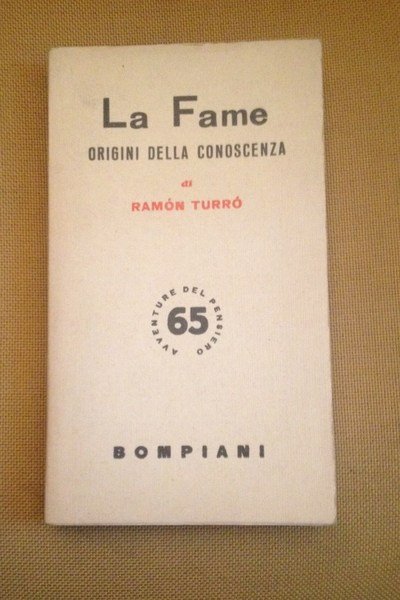 La Fame
ORIGINI DELLA CONOSCENZA
di
RAMÓN TURRÓ
AVVENTURE DEL PENSIERO
65
BOMPIANI